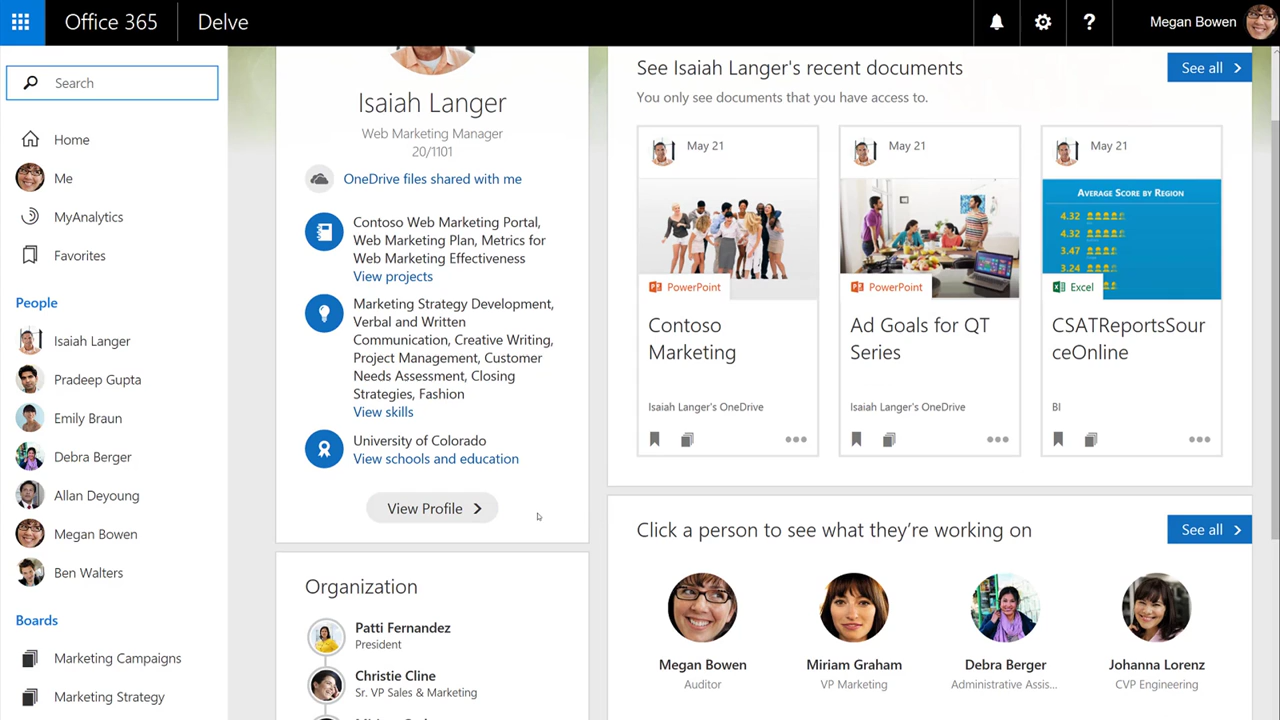 Office 365
Delve
?
Megan Bowen
Search
Home
Me
MyAnalytics
Favorites
People
Isaiah Langer
Pradeep Gupta
Emily Braun
Debra Berger
Allan Deyoung
Megan Bowen
Ben Walters
Boards
Marketing Campaigns
Marketing Strategy
Isaiah Langer
Web Marketing Manager
20/1101
OneDrive files shared with me
Contoso Web Marketing Portal,
Web Marketing Plan, Metrics for
Web Marketing Effectiveness
View projects
Marketing Strategy Development,
Verbal and Written
Communication, Creative Writing,
Project Management, Customer
Needs Assessment, Closing
Strategies, Fashion
View skills
University of Colorado
View schools and education
View Profile
Organization
Patti Fernandez
President
Christie Cline
Sr. VP Sales & Marketing
See Isaiah Langer's recent documents
See all
You only see documents that you have access to.
May 21
PowerPoint
Contoso
Marketing
Isaiah Langer's OneDrive
May 21
PowerPoint
Ad Goals for QT
Series
Isaiah Langer's OneDrive
May 21
Average Score by Region
4.32
4.32
3.47
3.24
Excel
CSATReportsSour
ceOnline
BI
Click a person to see what they're working on
See all
Megan Bowen
Auditor
Miriam Graham
VP Marketing
Debra Berger
Administrative Assis...
Johanna Lorenz
CVP Engineering